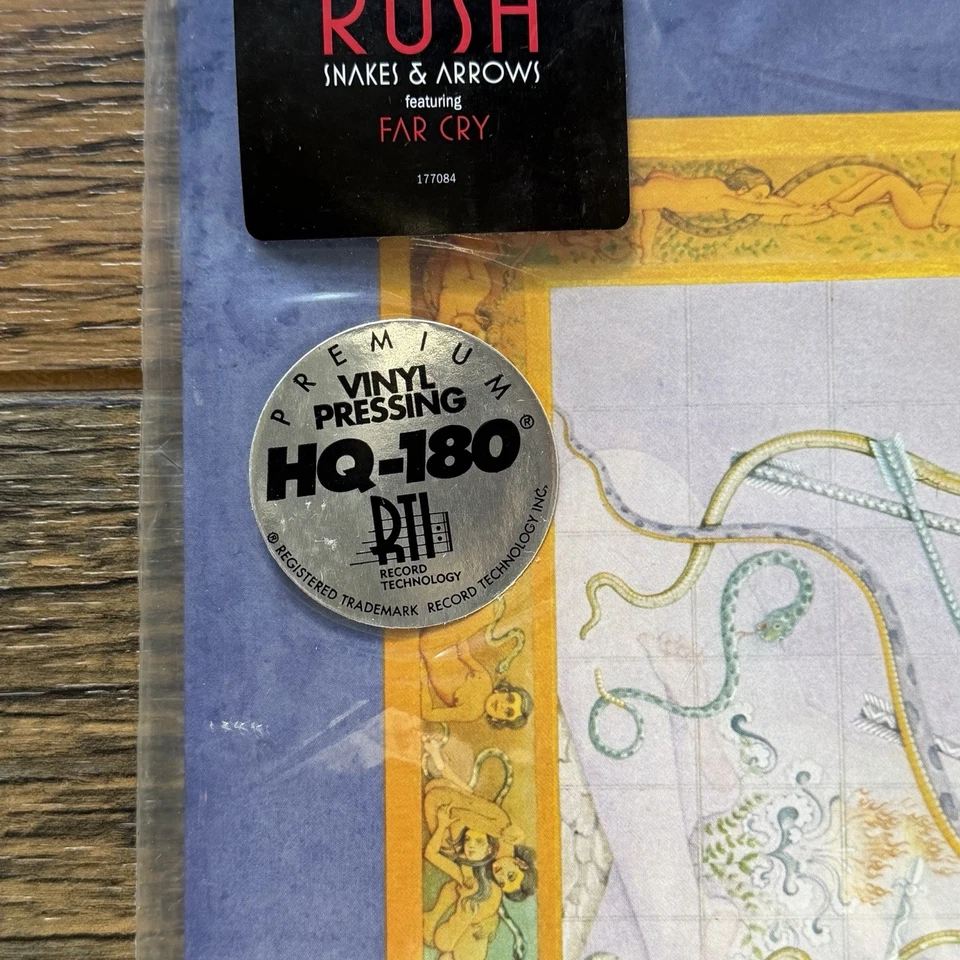 RUSH
SNAKES & ARROWS
featuring
FAR CRY
177084
PREMIUM
VINYL
PRESSING
HQ-180®
RTI
RECORD
TECHNOLOGY
® REGISTERED TRADEMARK RECORD TECHNOLOGY INC.